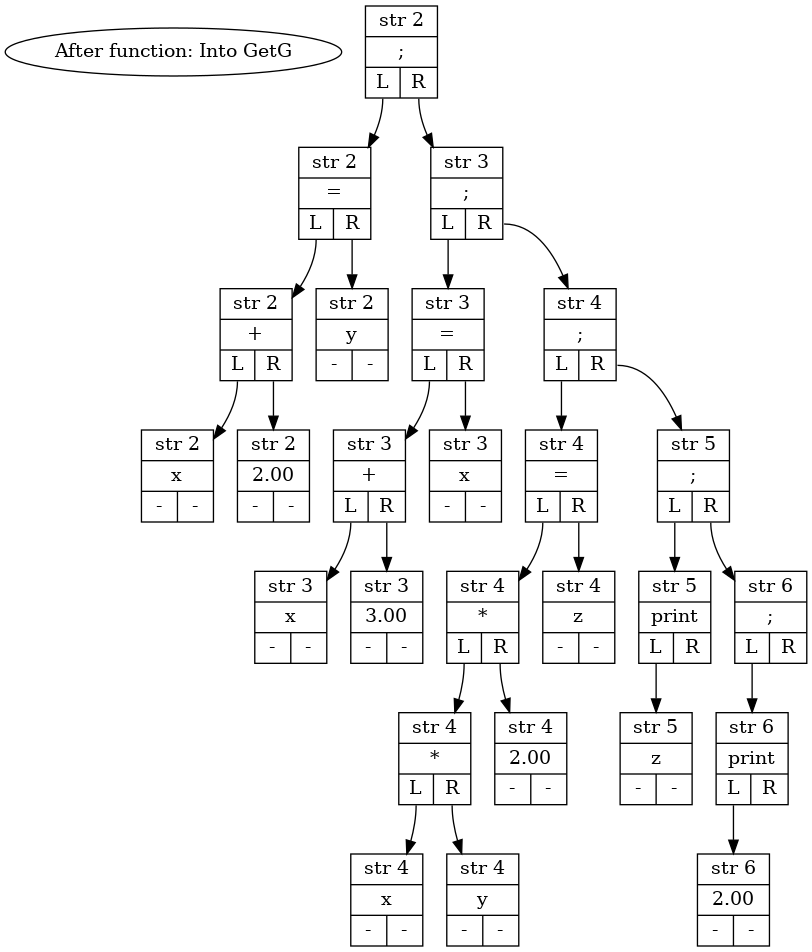 After function: Into GetG
str 2
;
L R
str 2
=
L R
str 3
;
L R
str 2
+
L R
str 2
y
- -
str 3
=
L R
str 4
;
L R
str 2
x
- -
str 2
2.00
- -
str 3
+
L R
str 3
x
- -
str 4
=
L R
str 5
;
L R
str 3
x
- -
str 3
3.00
- -
str 4
*
L R
str 4
z
- -
str 5
print
L R
str 6
;
L R
str 4
*
L R
str 4
2.00
- -
str 5
z
- -
str 6
print
L R
str 4
x
- -
str 4
y
- -
str 6
2.00
- -